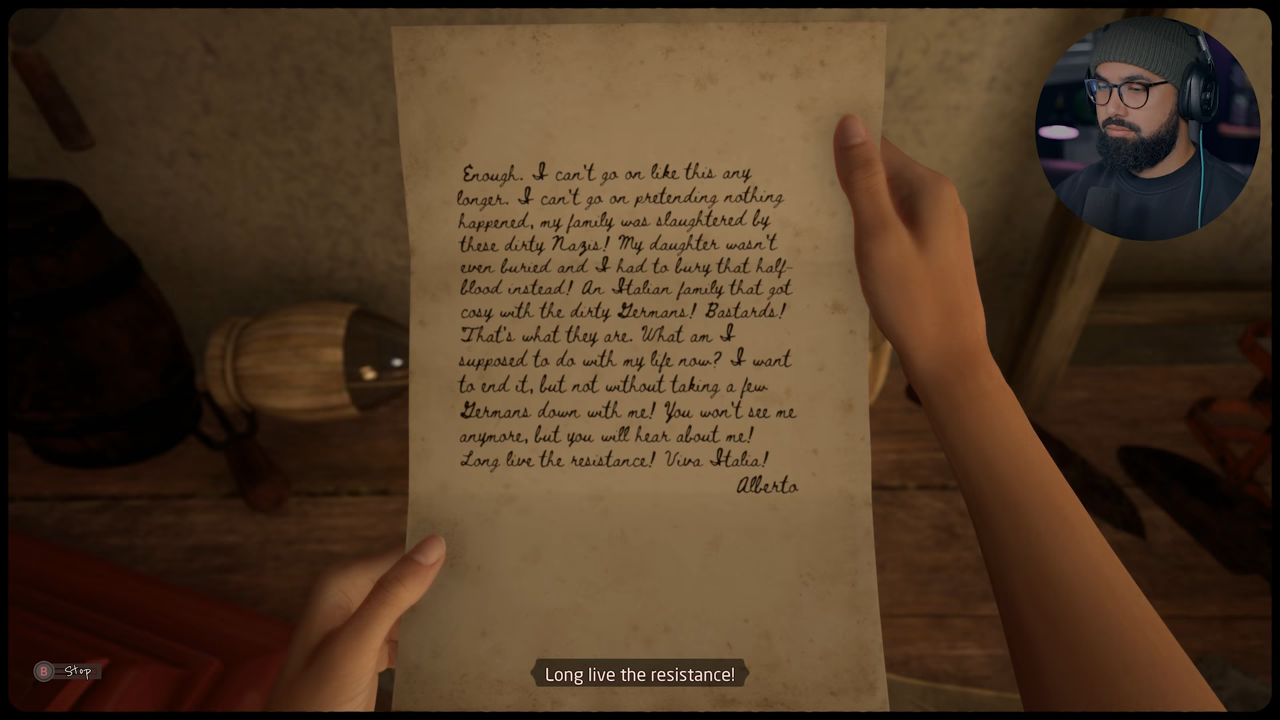 Enough. I can't go on like this any
longer. I can't go on pretending nothing
happened, my family was slaughtered by
these dirty Nazis! My daughter wasn't
even buried and I had to bury that half-
blood instead! An Italian family that got
cosy with the dirty Germans! Bastards!
That's what they are. What am I
supposed to do with my life now? I want
to end it, but not without taking a few
Germans down with me! You won't see me
anymore, but you will hear about me!
Long live the resistance! Viva Italia!
Alberto
B Stop
Long live the resistance!